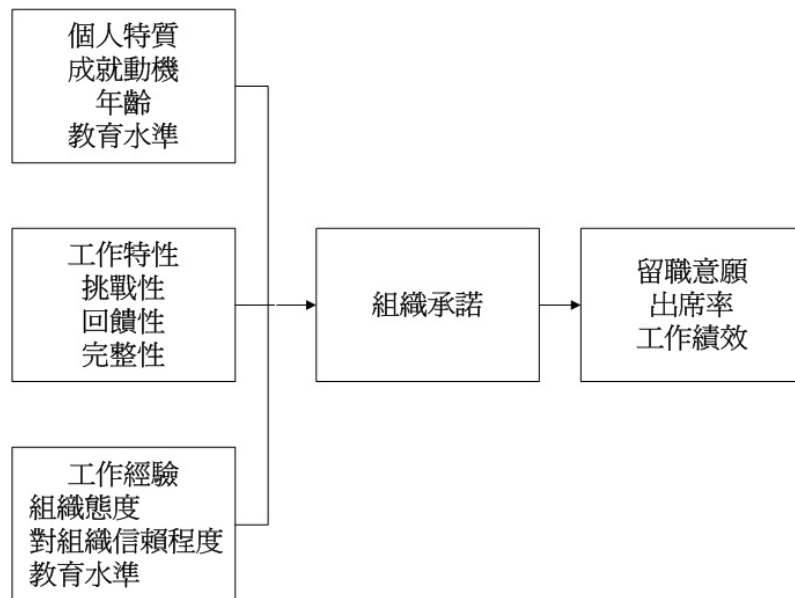 個人特質
成就動機
年齡
教育水準
工作特性
挑戰性
回饋性
完整性
工作經驗
組織態度
對組織信賴程度
教育水準
組織承諾
留職意願
出席率
工作績效